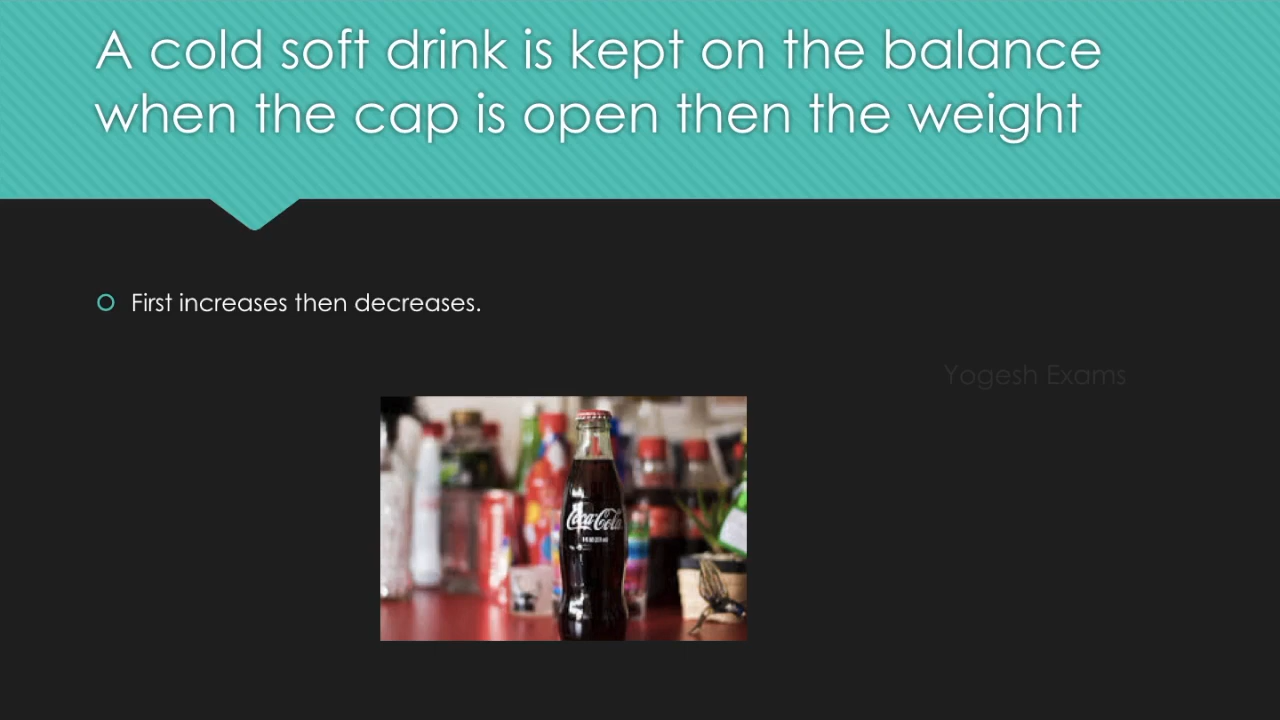 A cold soft drink is kept on the balance
when the cap is open then the weight
First increases then decreases.
Yogesh Exams
Coca-Cola